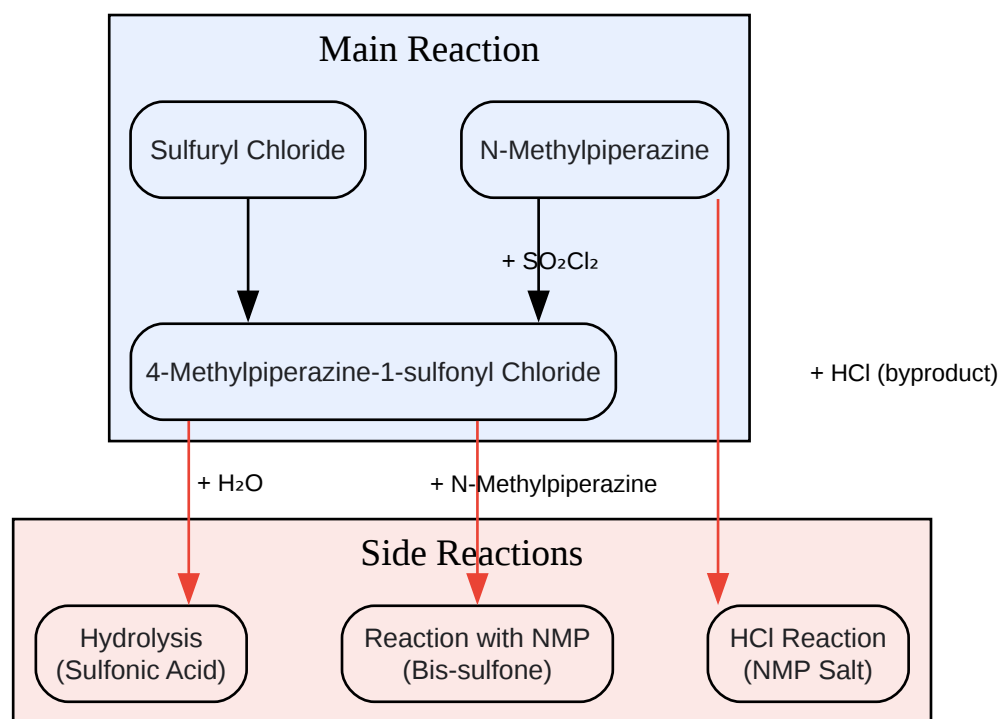 Main Reaction
Sulfuryl Chloride
N-Methylpiperazine
+ SO₂Cl₂
4-Methylpiperazine-1-sulfonyl Chloride
+ HCl (byproduct)
+ H₂O
+ N-Methylpiperazine
Side Reactions
Hydrolysis
(Sulfonic Acid)
Reaction with NMP
(Bis-sulfone)
HCl Reaction
(NMP Salt)